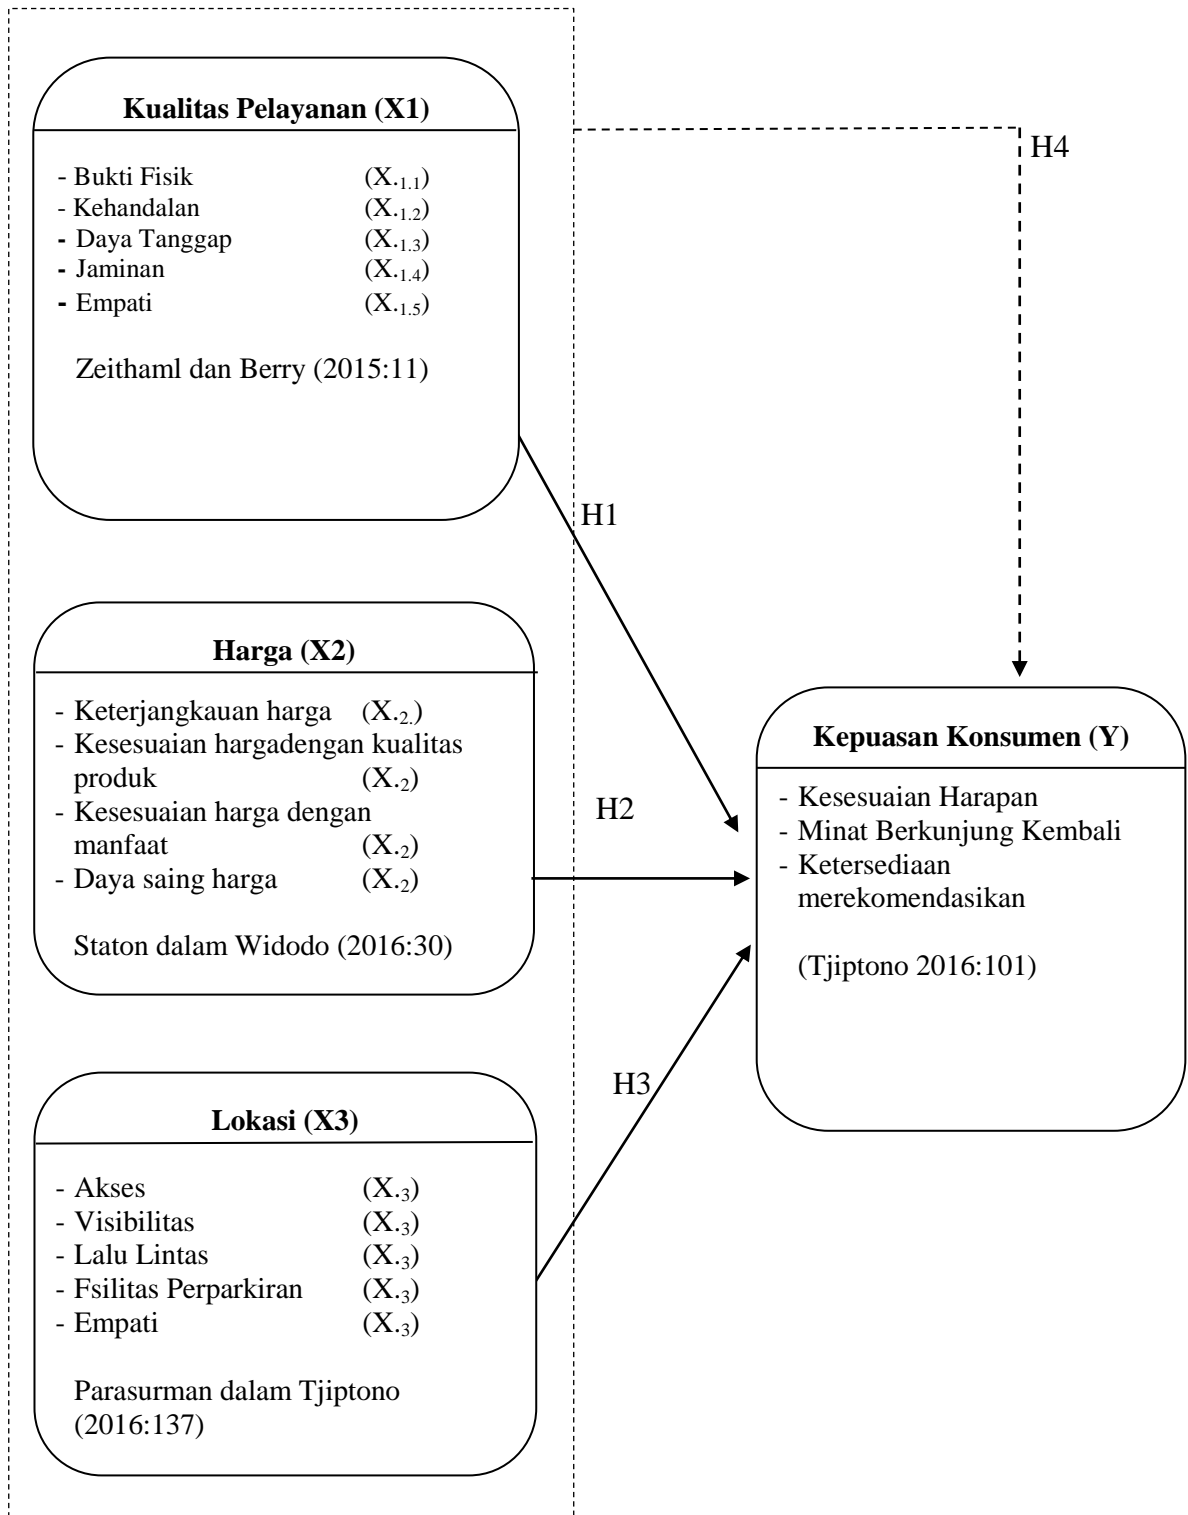 Kualitas Pelayanan (X1)
- Bukti Fisik (X.1.1)
- Kehandalan (X.1.2)
- Daya Tanggap (X.1.3)
- Jaminan (X.1.4)
- Empati (X.1.5)
Zeithaml dan Berry (2015:11)
H4
H1
Harga (X2)
- Keterjangkauan harga (X.2.)
- Kesesuaian hargadengan kualitas
produk (X.2)
- Kesesuaian harga dengan
manfaat (X.2)
- Daya saing harga (X.2)
Staton dalam Widodo (2016:30)
H2
Kepuasan Konsumen (Y)
- Kesesuaian Harapan
- Minat Berkunjung Kembali
- Ketersediaan
merekomendasikan
(Tjiptono 2016:101)
H3
Lokasi (X3)
- Akses (X.3)
- Visibilitas (X.3)
- Lalu Lintas (X.3)
- Fsilitas Perparkiran (X.3)
- Empati (X.3)
Parasurman dalam Tjiptono
(2016:137)